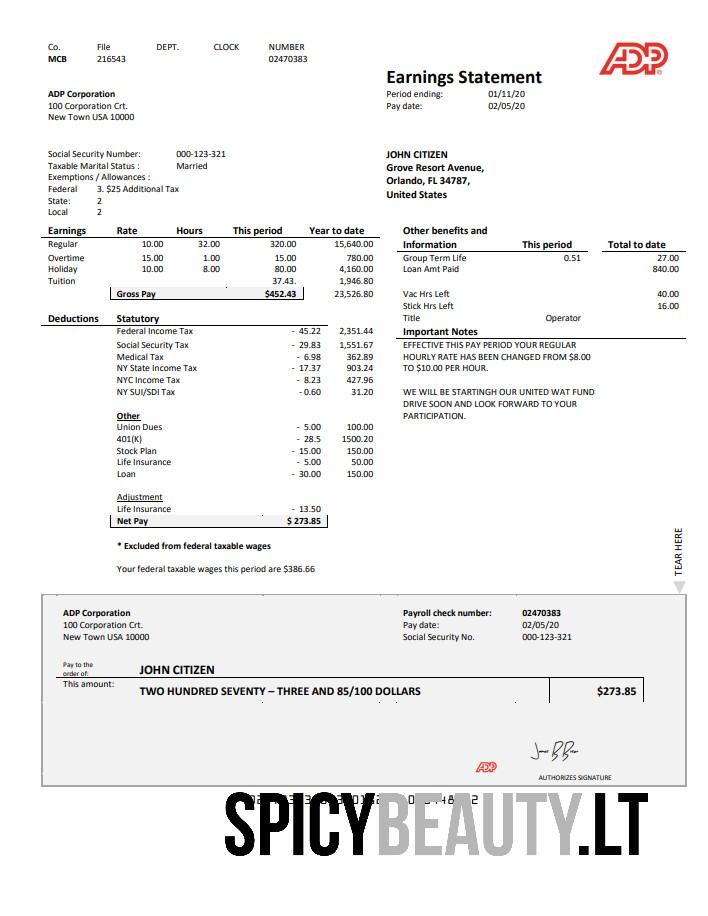 Co. File DEPT. CLOCK NUMBER
MCB 216543 02470383
ADP
Earnings Statement
Period ending: 01/11/20
Pay date: 02/05/20
ADP Corporation
100 Corporation Crt.
New Town USA 10000
Social Security Number: 000-123-321
Taxable Marital Status : Married
Exemptions / Allowances :
Federal 3. $25 Additional Tax
State: 2
Local 2
JOHN CITIZEN
Grove Resort Avenue,
Orlando, FL 34787,
United States
Earnings Rate Hours This period Year to date
Regular 10.00 32.00 320.00 15,640.00
Overtime 15.00 1.00 15.00 780.00
Holiday 10.00 8.00 80.00 4,160.00
Tuition 37.43. 1,946.80
Gross Pay $452.43 23,526.80
Deductions Statutory
Federal Income Tax - 45.22 2,351.44
Social Security Tax - 29.83 1,551.67
Medical Tax - 6.98 362.89
NY State Income Tax - 17.37 903.24
NYC Income Tax - 8.23 427.96
NY SUI/SDI Tax - 0.60 31.20
Other
Union Dues - 5.00 100.00
401(K) - 28.5 1500.20
Stock Plan - 15.00 150.00
Life Insurance - 5.00 50.00
Loan - 30.00 150.00
Adjustment
Life Insurance - 13.50
Net Pay $ 273.85
* Excluded from federal taxable wages
Your federal taxable wages this period are $386.66
Other benefits and
Information This period Total to date
Group Term Life 0.51 27.00
Loan Amt Paid 840.00
Vac Hrs Left 40.00
Stick Hrs Left 16.00
Title Operator
Important Notes
EFFECTIVE THIS PAY PERIOD YOUR REGULAR
HOURLY RATE HAS BEEN CHANGED FROM $8.00
TO $10.00 PER HOUR.
WE WILL BE STARTINGH OUR UNITED WAT FUND
DRIVE SOON AND LOOK FORWARD TO YOUR
PARTICIPATION.
TEAR HERE
ADP Corporation
100 Corporation Crt.
New Town USA 10000
Payroll check number: 02470383
Pay date: 02/05/20
Social Security No. 000-123-321
Pay to the
order of: JOHN CITIZEN
This amount: TWO HUNDRED SEVENTY – THREE AND 85/100 DOLLARS $273.85
ADP
AUTHORIZES SIGNATURE
SPICYBEAUTY.LT